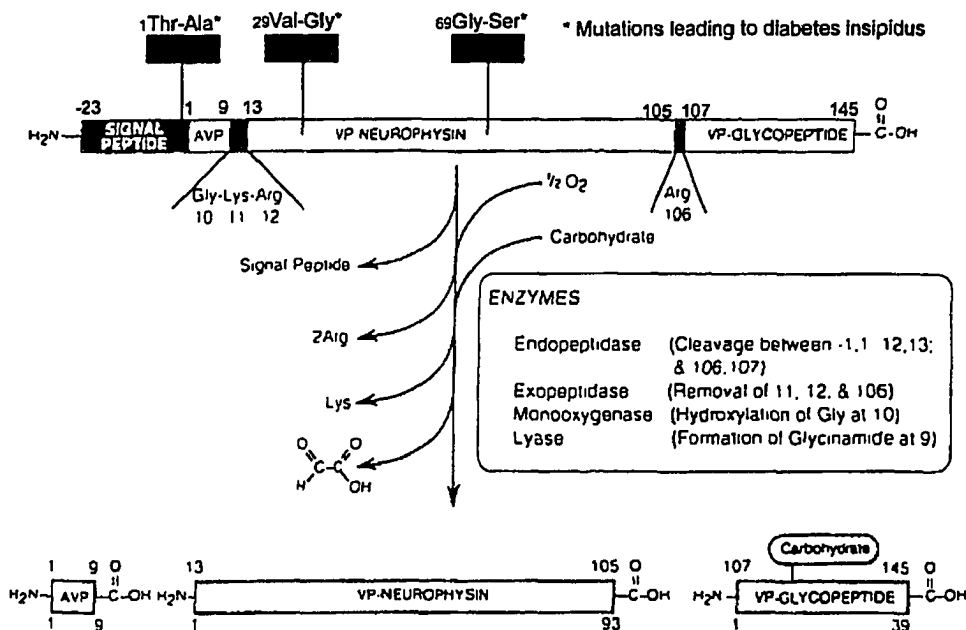 1Thr-Ala*
29Val-Gly*
69Gly-Ser*
* Mutations leading to diabetes insipidus
-23 1 9 13 105 107 145
H2N- SIGNAL PEPTIDE AVP VP-NEUROPHYSIN VP-GLYCOPEPTIDE -C-OH
O
Gly-Lys-Arg
10 11 12
Arg
106
1/2 O2
Carbohydrate
Signal Peptide
2Arg
Lys
O O
H C-C OH
ENZYMES
Endopeptidase (Cleavage between -1,1 12,13;
& 106,107)
Exopeptidase (Removal of 11, 12, & 106)
Monooxygenase (Hydroxylation of Gly at 10)
Lyase (Formation of Glycinamide at 9)
Carbohydrate
1 9 O 13 105 O 107 145 O
H2N- AVP -C-OH H2N- VP-NEUROPHYSIN -C-OH H2N- VP-GLYCOPEPTIDE -C-OH
1 9 1 93 1 39